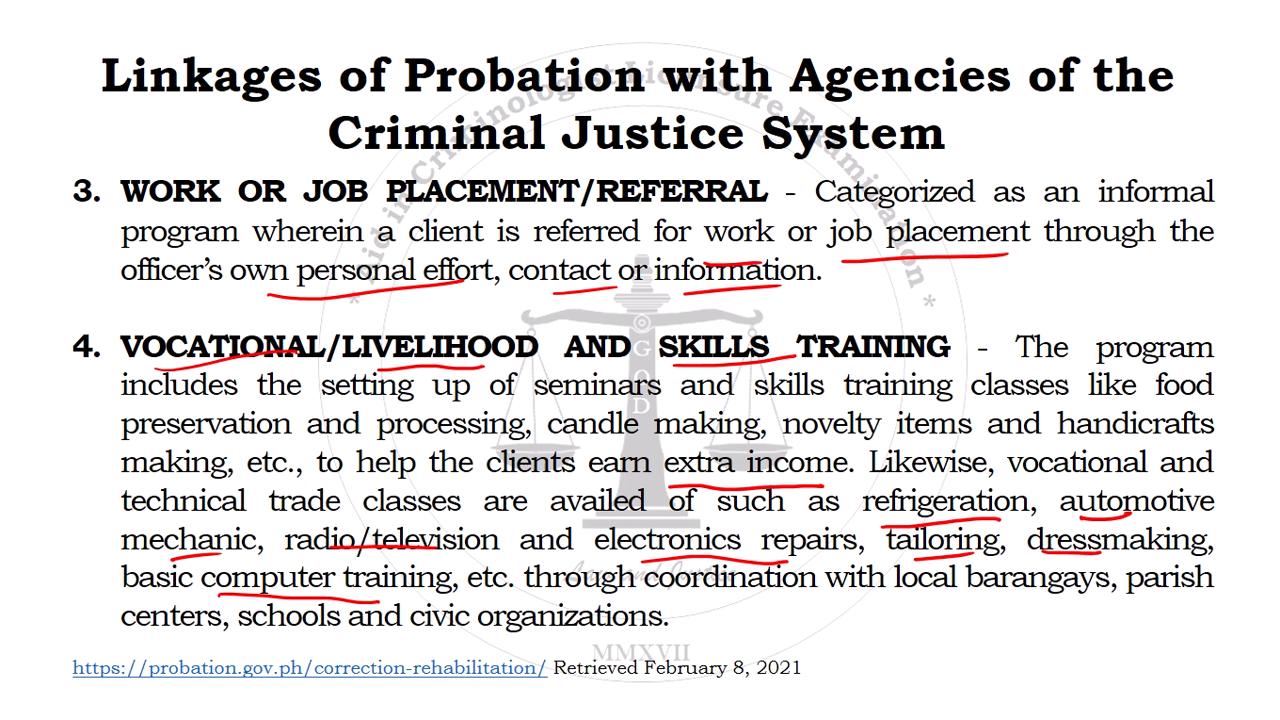 Linkages of Probation with Agencies of the
Criminal Justice System
3. WORK OR JOB PLACEMENT/REFERRAL - Categorized as an informal
program wherein a client is referred for work or job placement through the
officer's own personal effort, contact or information.
4. VOCATIONAL/LIVELIHOOD AND SKILLS TRAINING - The program
includes the setting up of seminars and skills training classes like food
preservation and processing, candle making, novelty items and handicrafts
making, etc., to help the clients earn extra income. Likewise, vocational and
technical trade classes are availed of such as refrigeration, automotive
mechanic, radio/television and electronics repairs, tailoring, dressmaking,
basic computer training, etc. through coordination with local barangays, parish
centers, schools and civic organizations.
https://probation.gov.ph/correction-rehabilitation/ Retrieved February 8, 2021
GOD
MMXVII